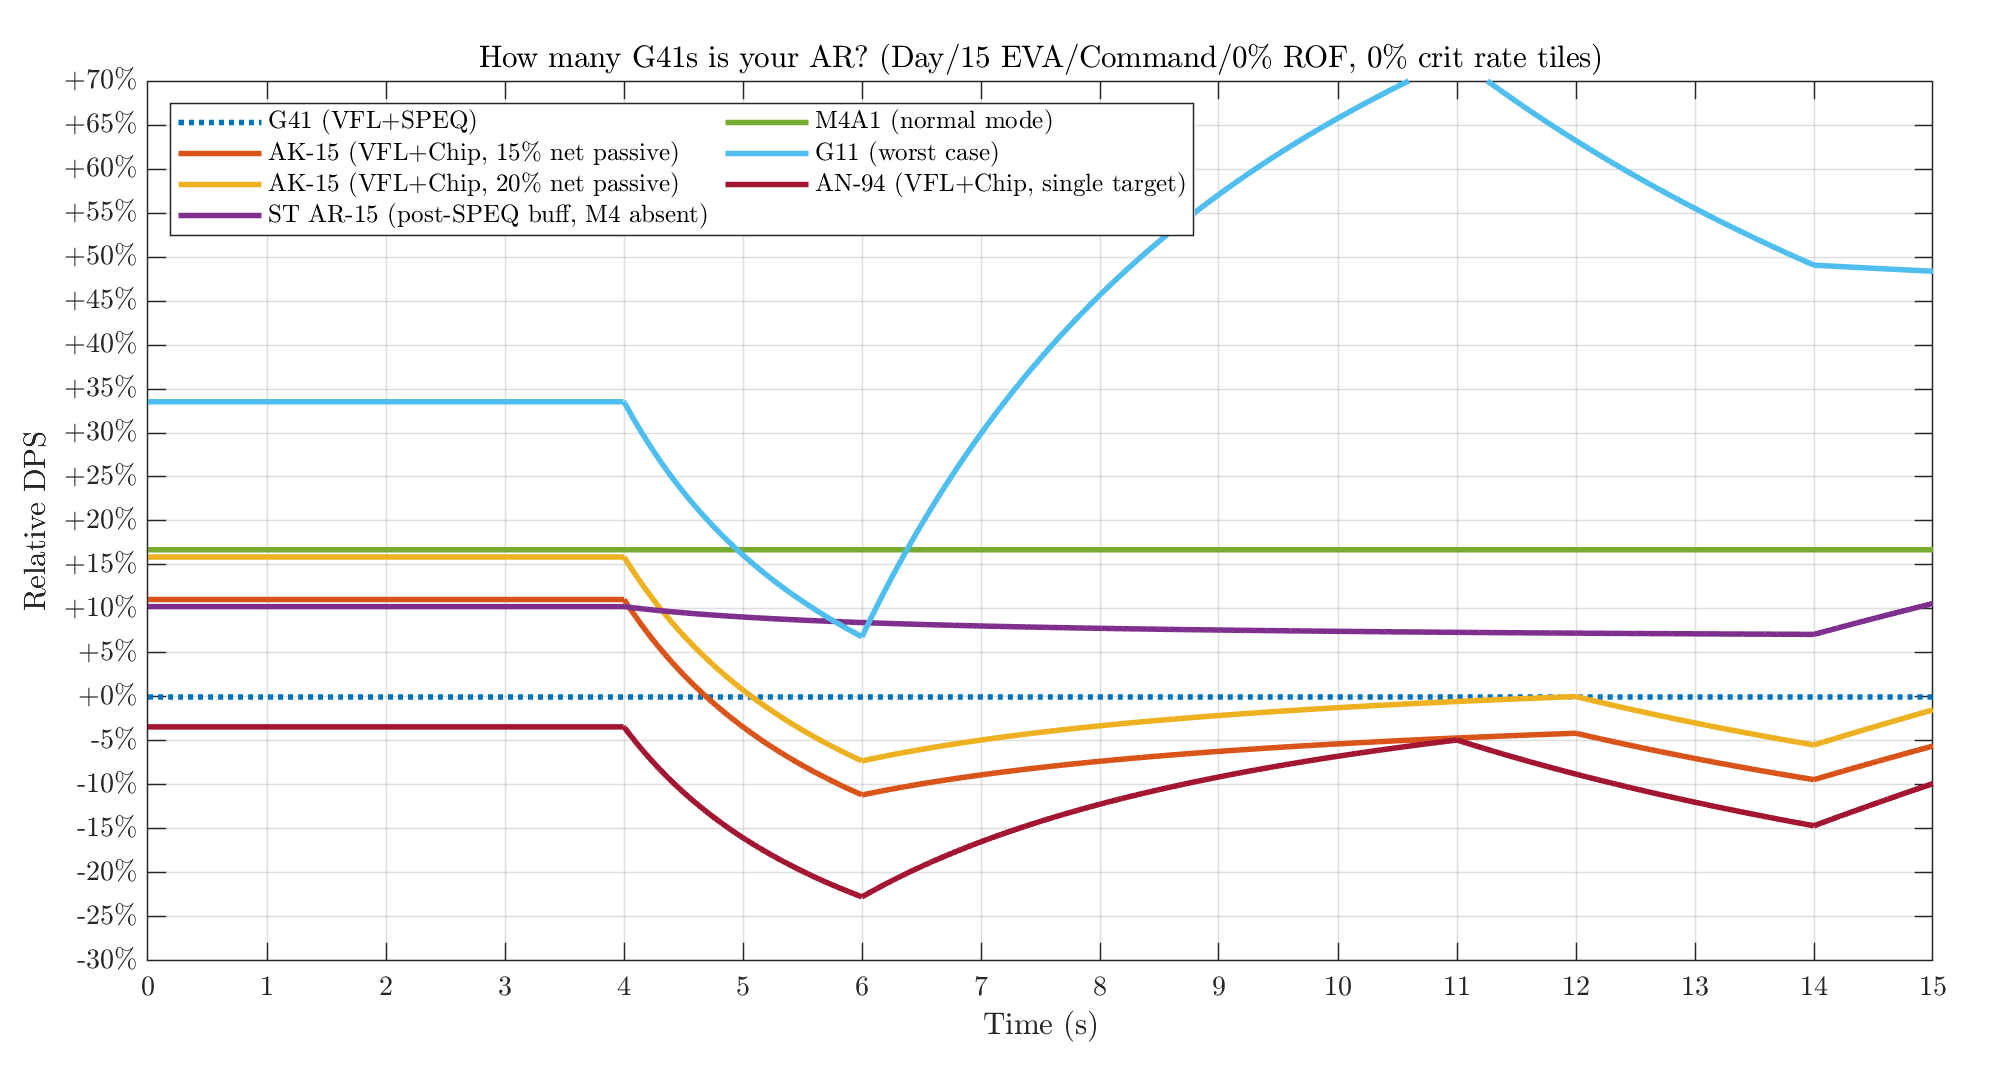 How many G41s is your AR? (Day/15 EVA/Command/0% ROF, 0% crit rate tiles)
+70%
+65%
+60%
+55%
+50%
+45%
+40%
+35%
+30%
+25%
+20%
+15%
+10%
+5%
+0%
-5%
-10%
-15%
-20%
-25%
-30%
Relative DPS
G41 (VFL+SPEQ)
AK-15 (VFL+Chip, 15% net passive)
AK-15 (VFL+Chip, 20% net passive)
ST AR-15 (post-SPEQ buff, M4 absent)
M4A1 (normal mode)
G11 (worst case)
AN-94 (VFL+Chip, single target)
0 1 2 3 4 5 6 7 8 9 10 11 12 13 14 15
Time (s)